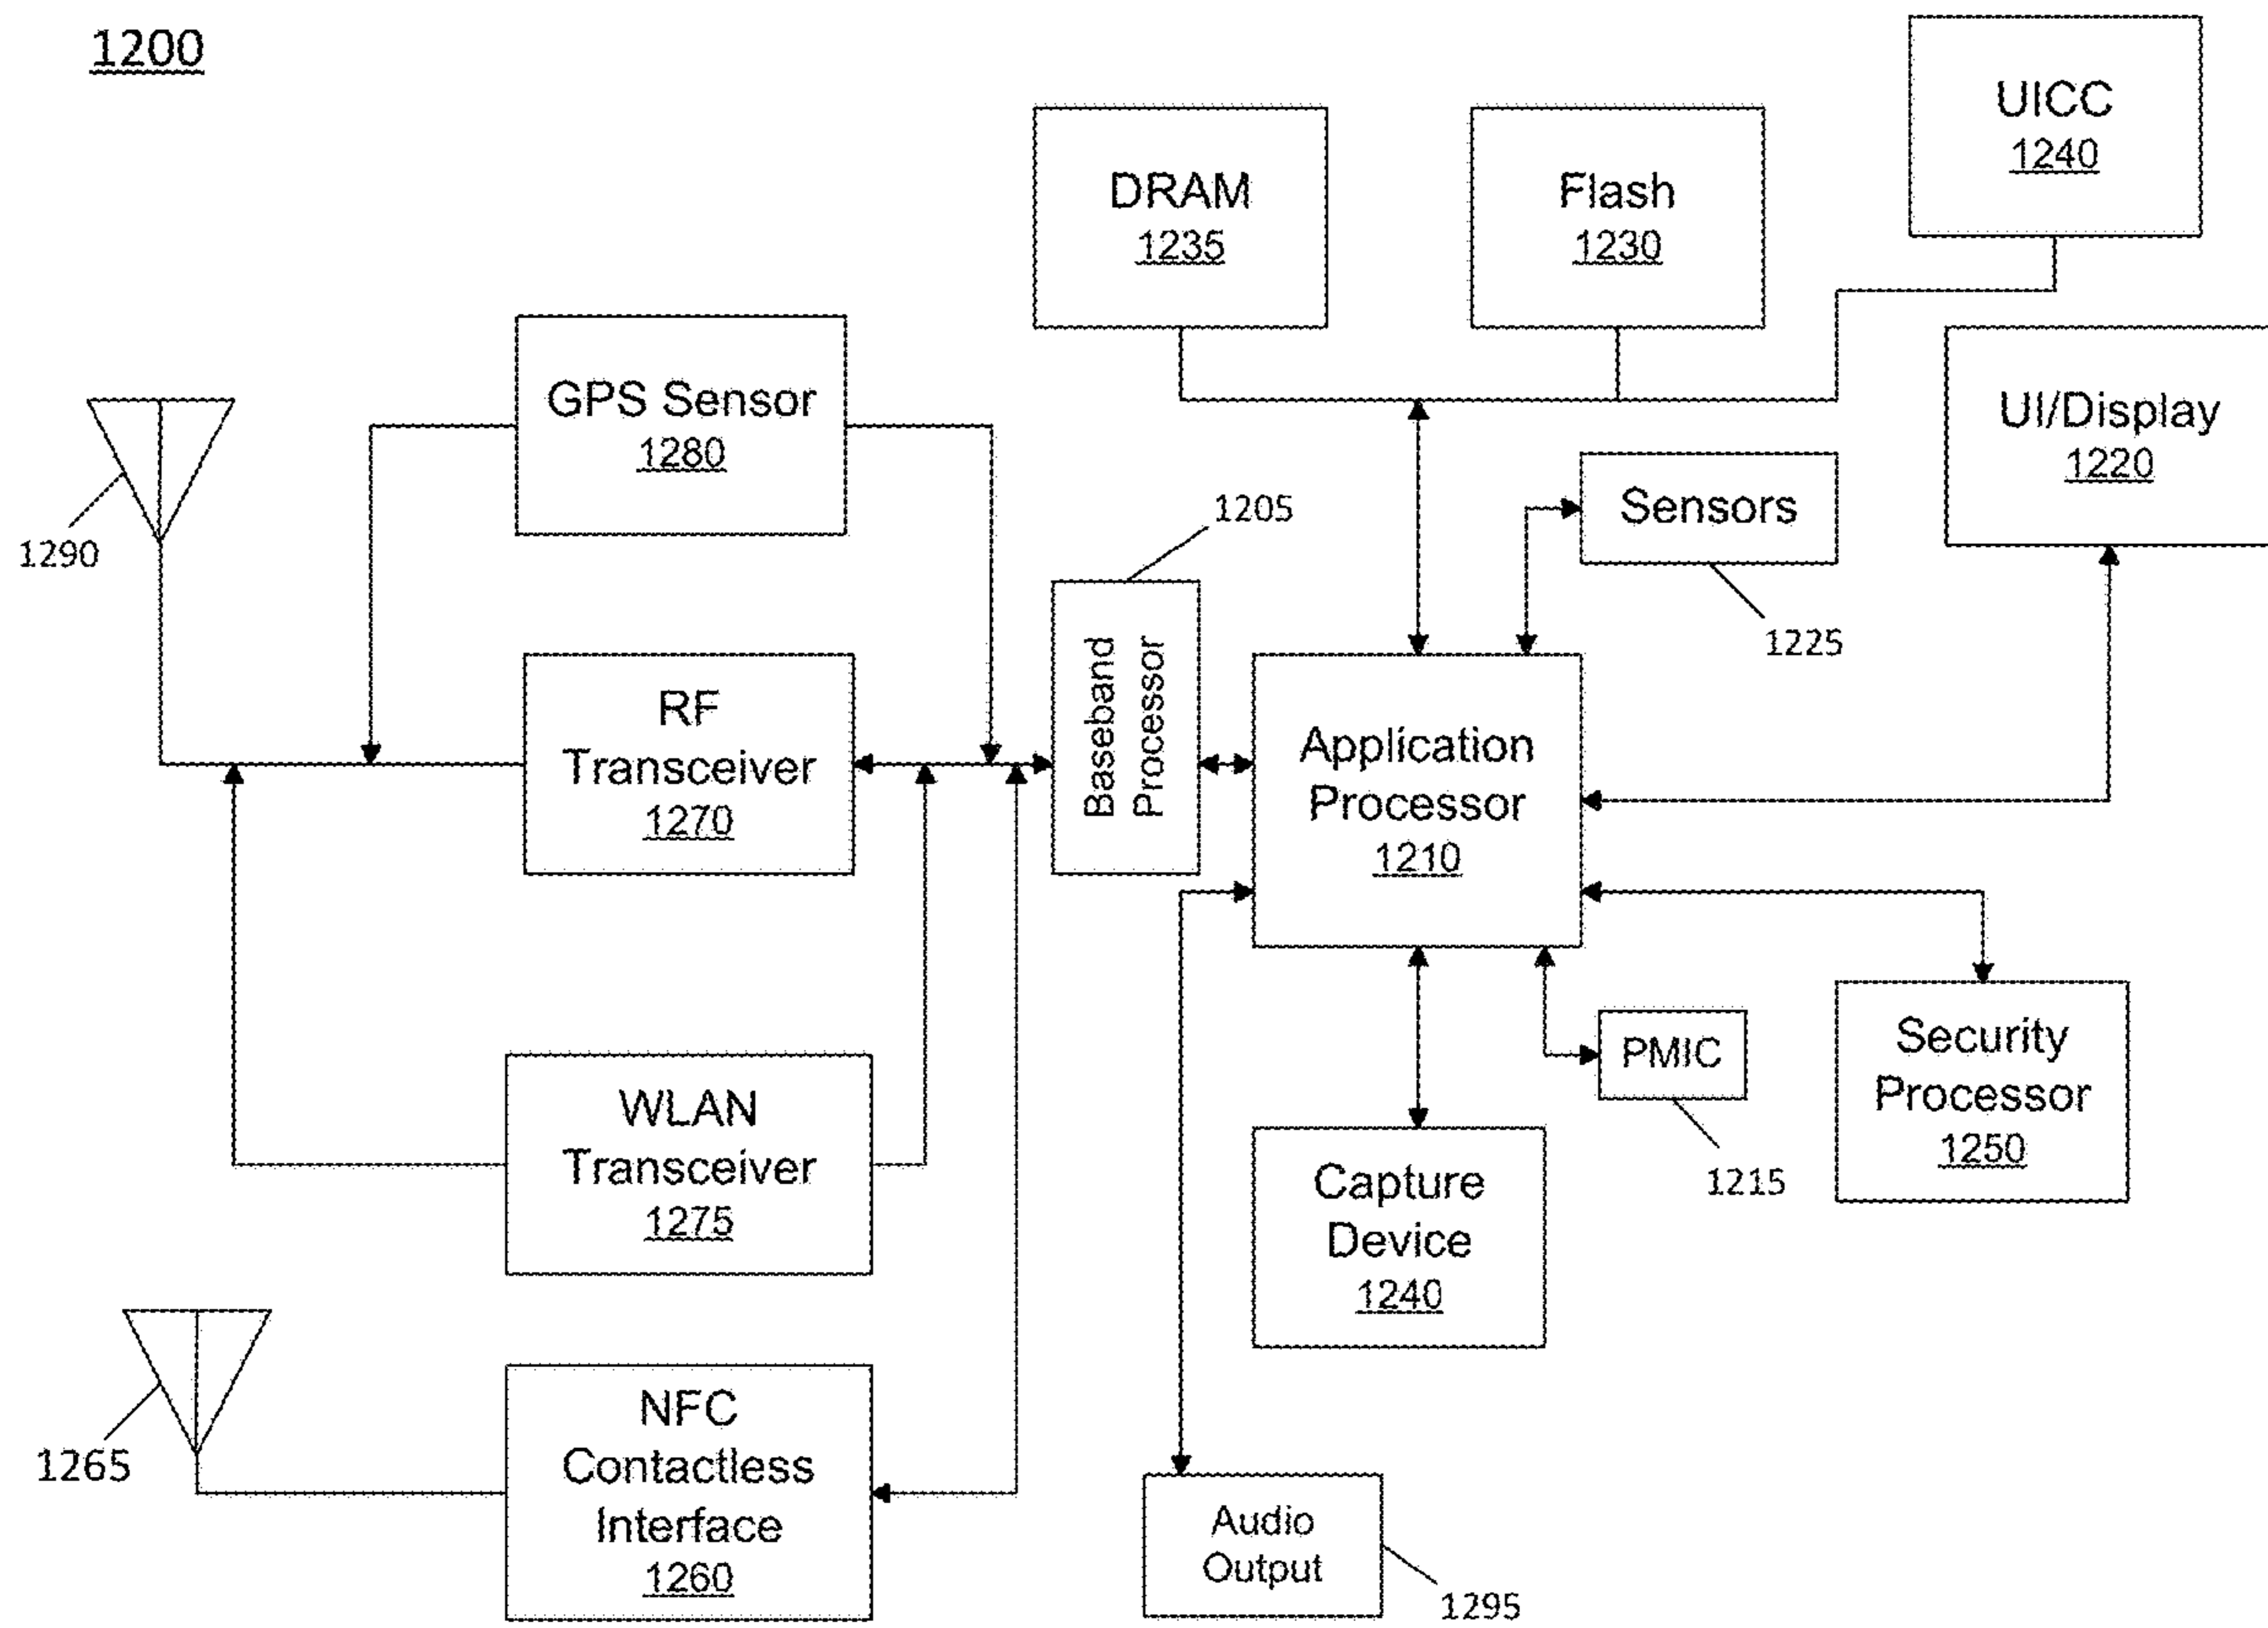 1200
UICC
1240
DRAM
1235
Flash
1230
GPS Sensor
1280
UI/Display
1220
Sensors
1225
1290
1205
Baseband
Processor
RF
Transceiver
1270
Application
Processor
1210
WLAN
Transceiver
1275
PMIC
1215
Security
Processor
1250
Capture
Device
1240
1265
NFC
Contactless
Interface
1260
Audio
Output
1295